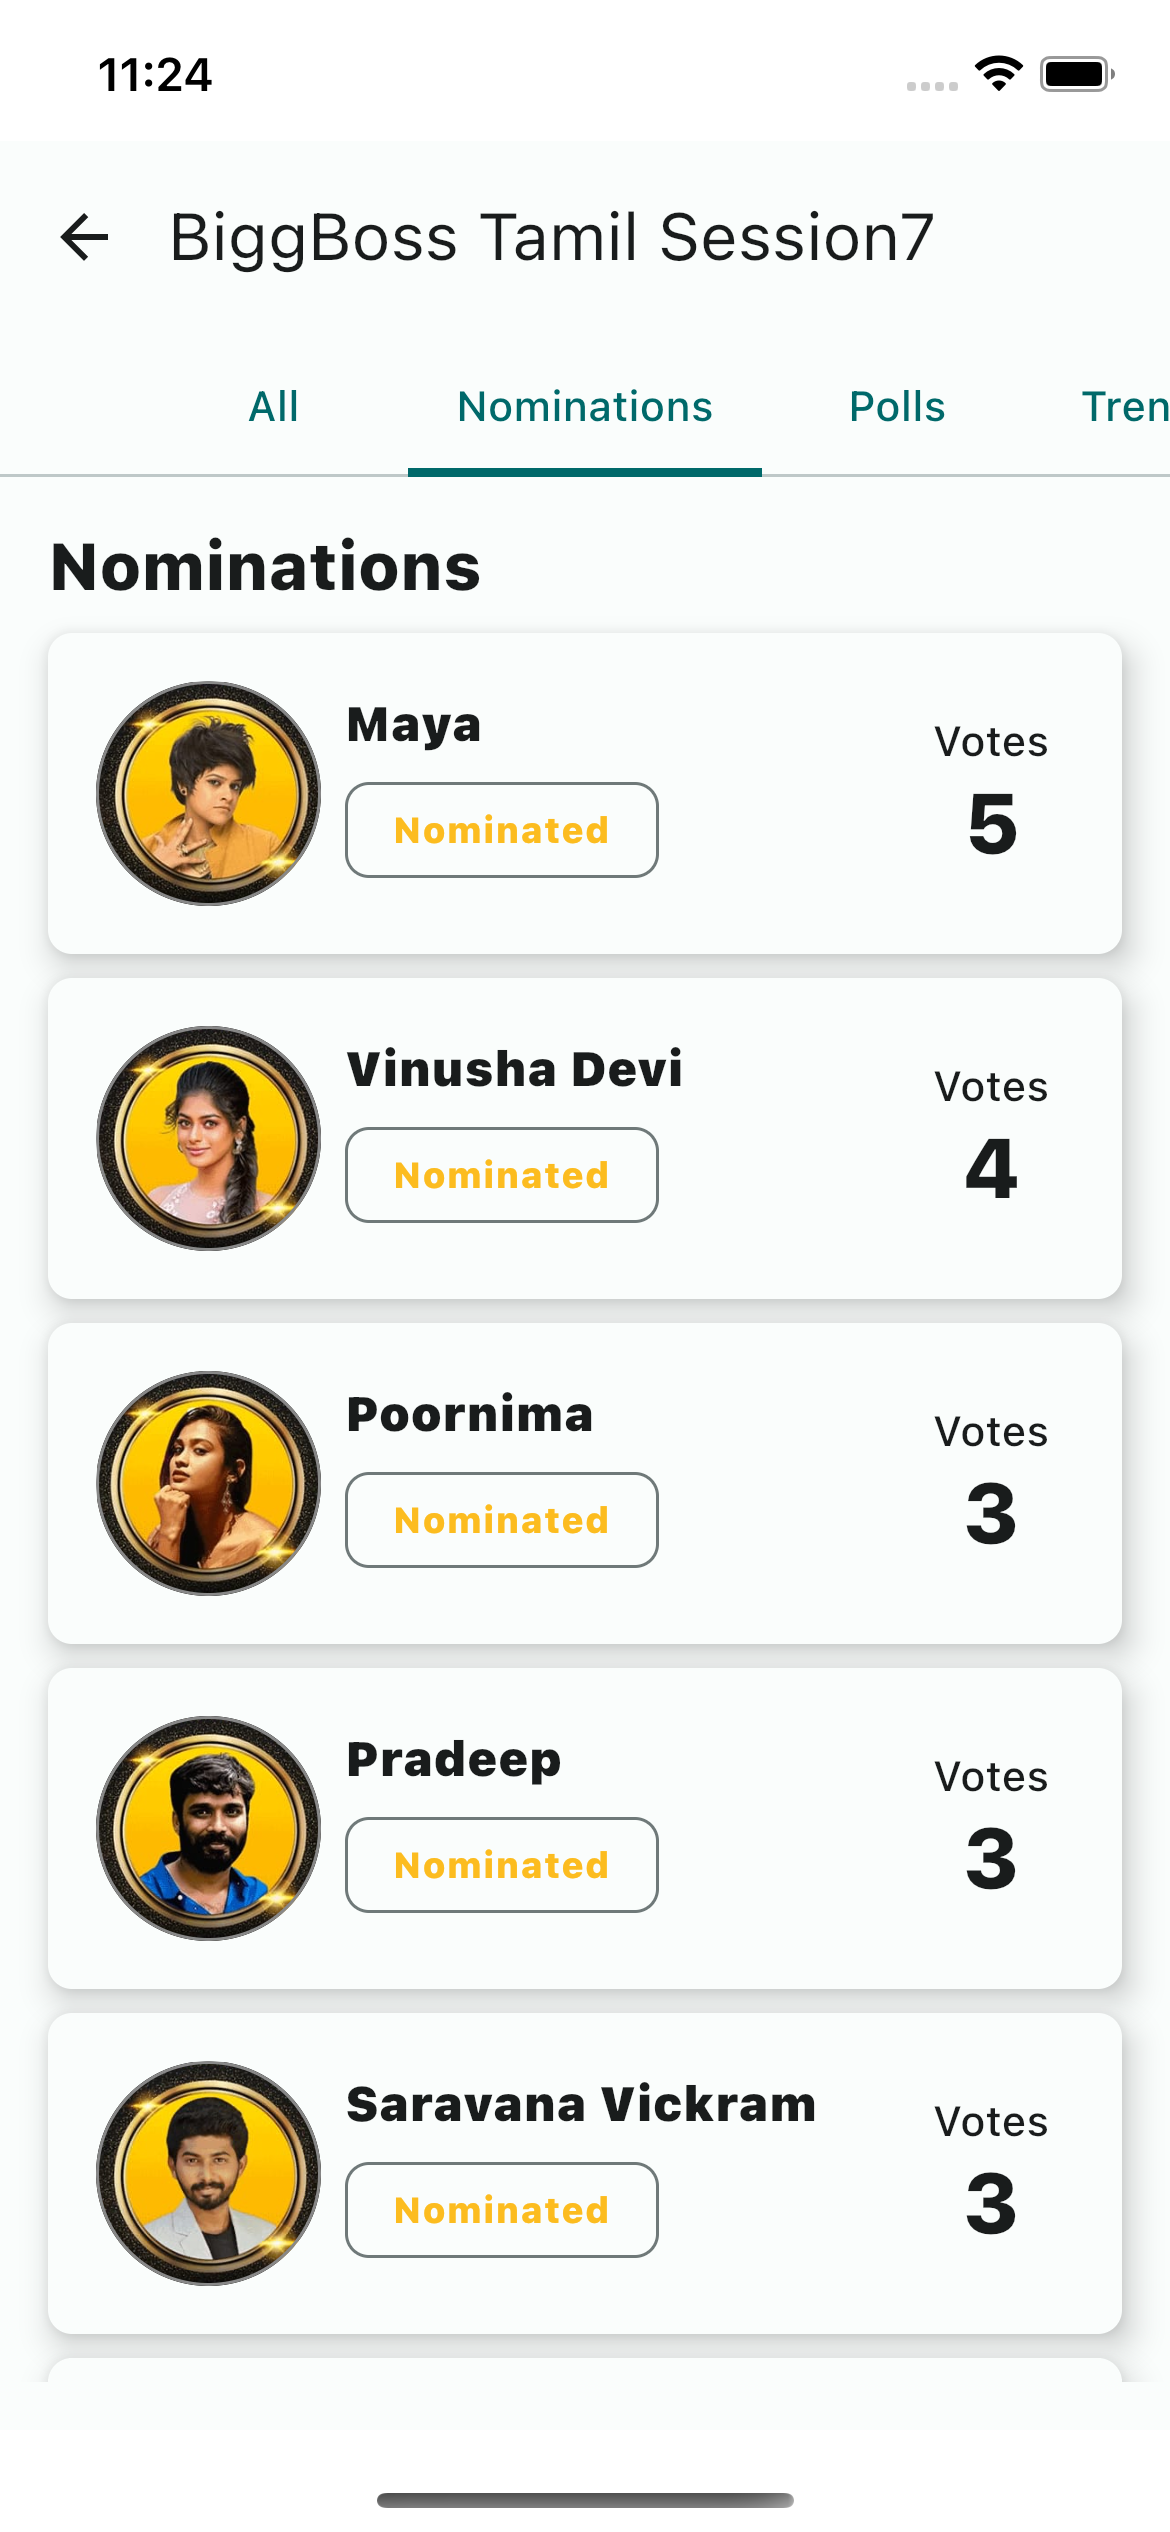 11:24
BiggBoss Tamil Session7
All Nominations Polls Tren
Nominations
Maya
Nominated
Votes
5
Vinusha Devi
Nominated
Votes
4
Poornima
Nominated
Votes
3
Pradeep
Nominated
Votes
3
Saravana Vickram
Nominated
Votes
3